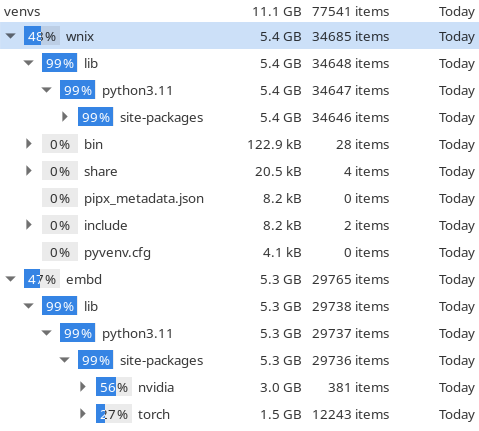 venvs 11.1 GB 77541 items Today
48% wnix 5.4 GB 34685 items Today
99% lib 5.4 GB 34648 items Today
99% python3.11 5.4 GB 34647 items Today
99% site-packages 5.4 GB 34646 items Today
0% bin 122.9 kB 28 items Today
0% share 20.5 kB 4 items Today
0% pipx_metadata.json 8.2 kB 0 items Today
0% include 8.2 kB 2 items Today
0% pyvenv.cfg 4.1 kB 0 items Today
47% embd 5.3 GB 29765 items Today
99% lib 5.3 GB 29738 items Today
99% python3.11 5.3 GB 29737 items Today
99% site-packages 5.3 GB 29736 items Today
56% nvidia 3.0 GB 381 items Today
27% torch 1.5 GB 12243 items Today